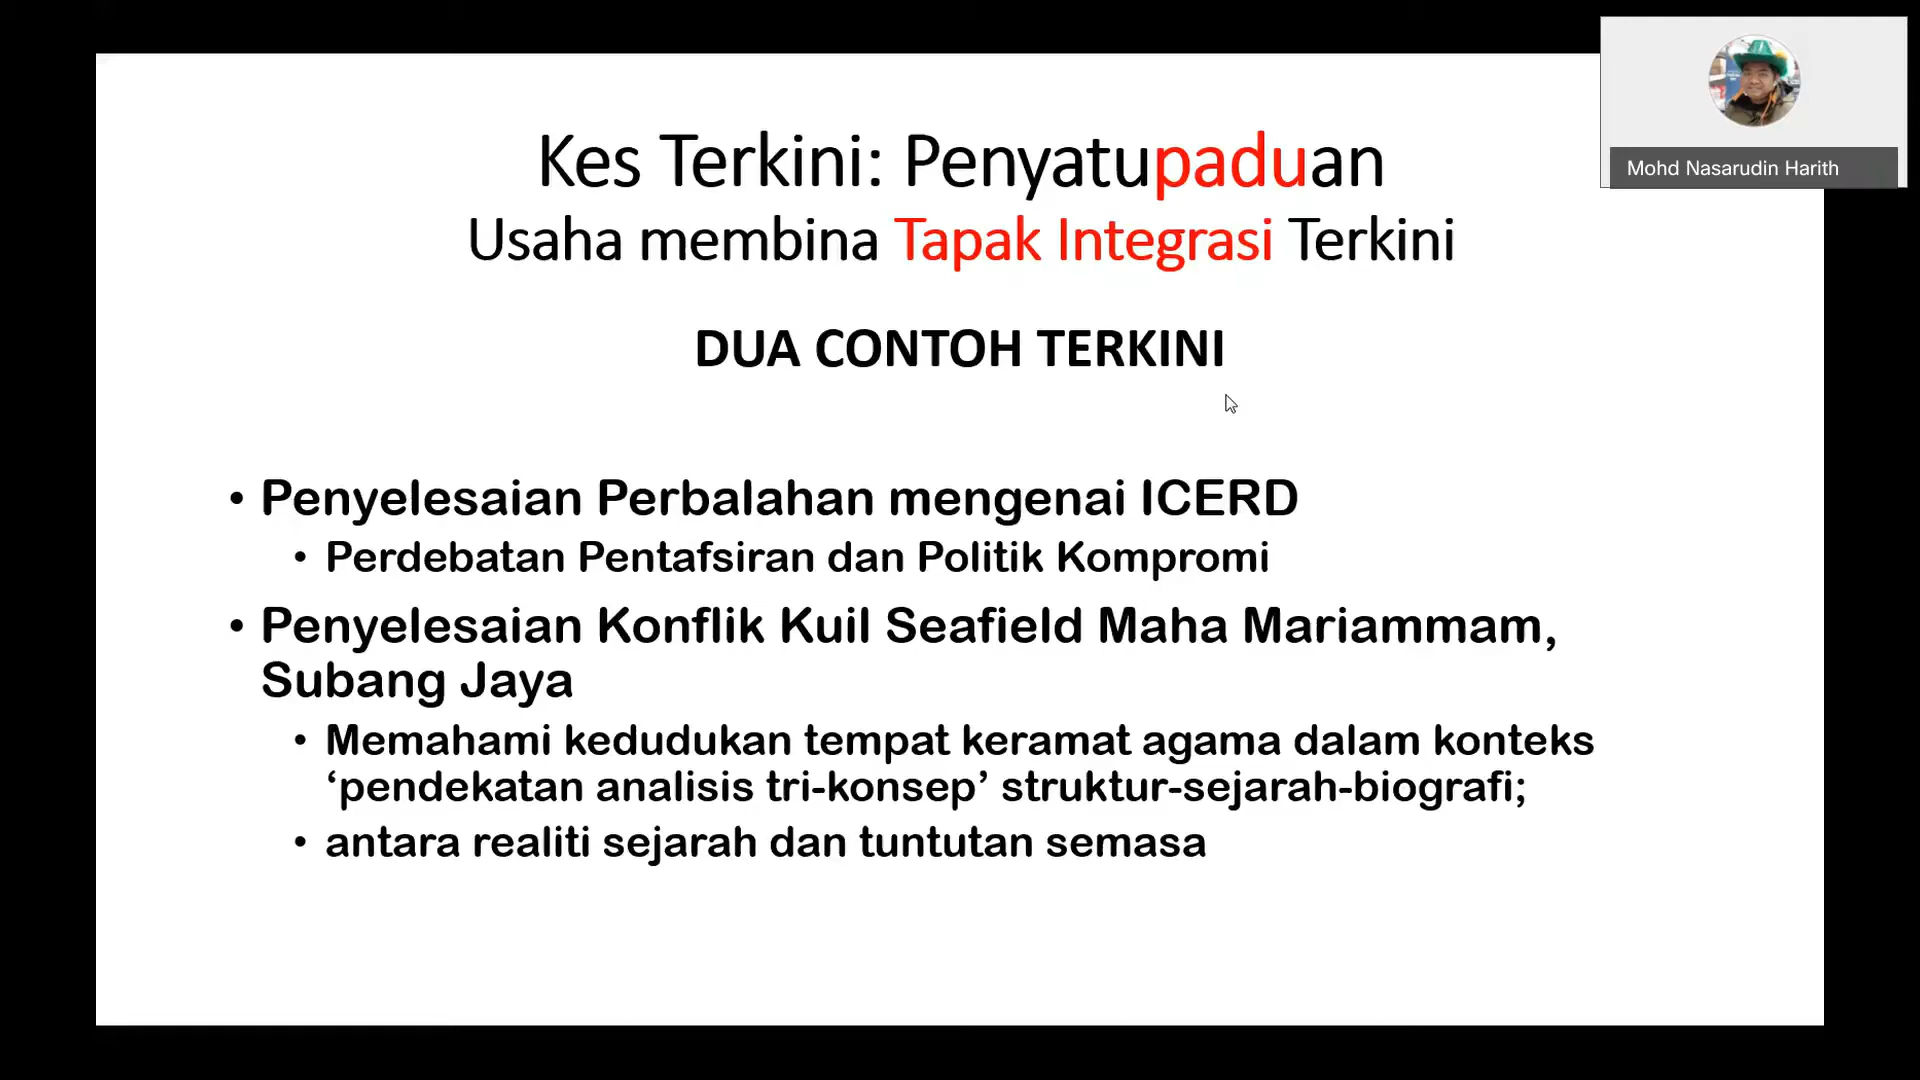 Mohd Nasarudin Harith
Kes Terkini: Penyatupaduan
Usaha membina Tapak Integrasi Terkini
DUA CONTOH TERKINI
• Penyelesaian Perbalahan mengenai ICERD
• Perdebatan Pentafsiran dan Politik Kompromi
• Penyelesaian Konflik Kuil Seafield Maha Mariammam,
Subang Jaya
• Memahami kedudukan tempat keramat agama dalam konteks
‘pendekatan analisis tri-konsep’ struktur-sejarah-biografi;
• antara realiti sejarah dan tuntutan semasa